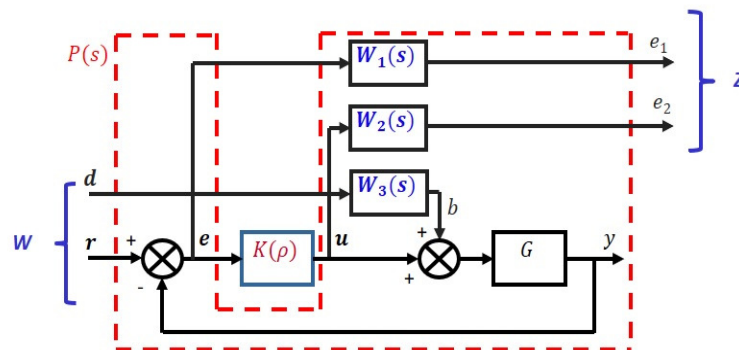 P(s)
W₁(s)
e₁
W₂(s)
e₂
Z
d
W₃(s)
b
W
r
+
-
e
K(ρ)
u
+
+
G
y